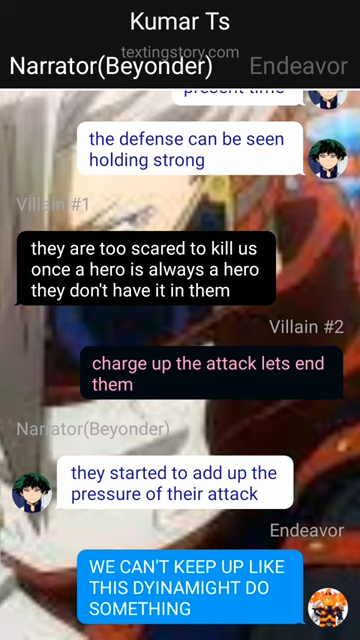 Kumar Ts
textingstory.com
Narrator(Beyonder) Endeavor
present time
the defense can be seen
holding strong
Villain #1
they are too scared to kill us
once a hero is always a hero
they don't have it in them
Villain #2
charge up the attack lets end
them
Narrator(Beyonder)
they started to add up the
pressure of their attack
Endeavor
WE CAN'T KEEP UP LIKE
THIS DYINAMIGHT DO
SOMETHING